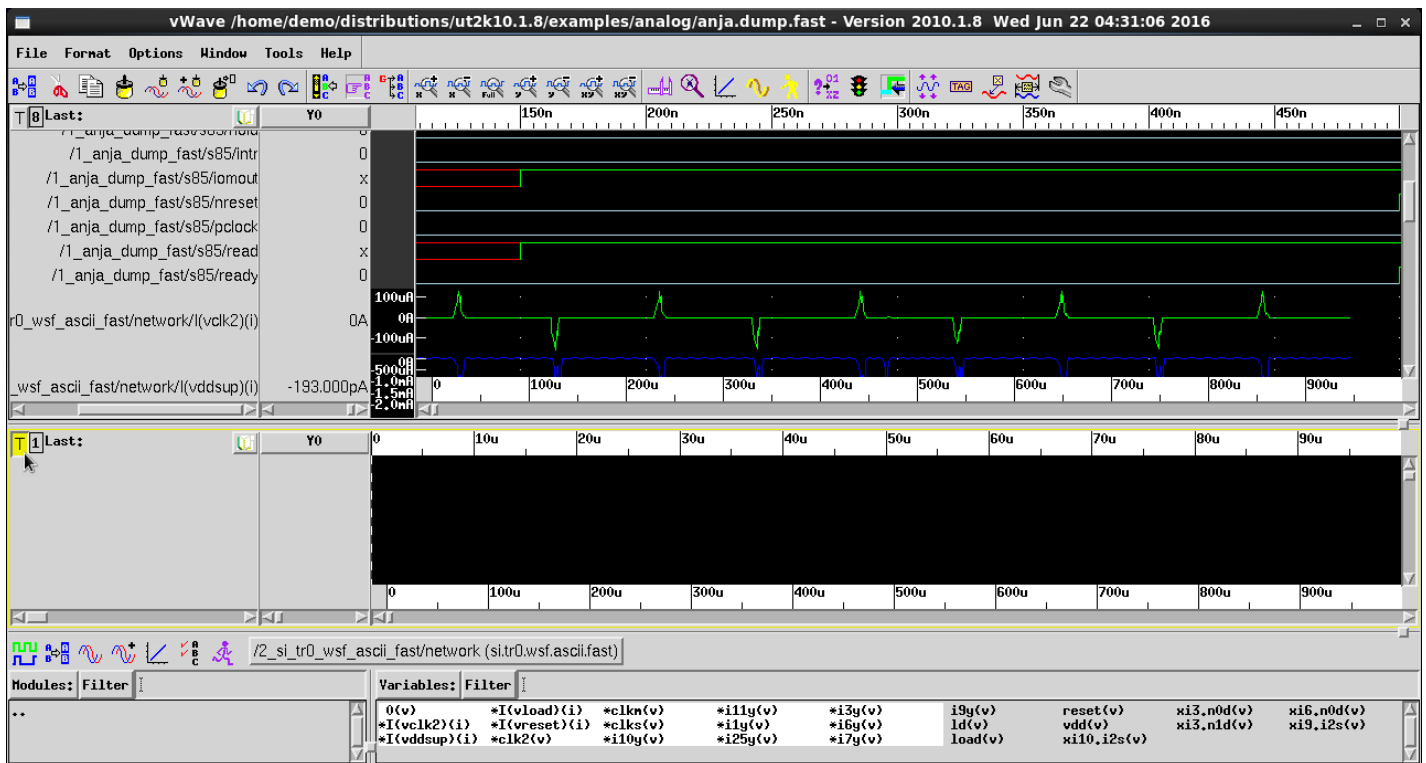 vWave /home/demo/distributions/ut2k10.1.8/examples/analog/anja.dump.fast - Version 2010.1.8 Wed Jun 22 04:31:06 2016
File Format Options Window Tools Help
T 8 Last: Y0 150n 200n 250n 300n 350n 400n 450n
/1_anja_dump_fast/s85/intr 0
/1_anja_dump_fast/s85/iomout x
/1_anja_dump_fast/s85/nreset 0
/1_anja_dump_fast/s85/pclock 0
/1_anja_dump_fast/s85/read x
/1_anja_dump_fast/s85/ready 0
100uA
r0_wsf_ascii_fast/network/I(vclk2)(i) 0A 0A
-100uA
0A
-500uA
_wsf_ascii_fast/network/I(vddsup)(i) -193.000pA -1.0mA 0 100u 200u 300u 400u 500u 600u 700u 800u 900u
-1.5mA
-2.0mA
T 1 Last: Y0 0 10u 20u 30u 40u 50u 60u 70u 80u 90u
0 100u 200u 300u 400u 500u 600u 700u 800u 900u
/2_si_tr0_wsf_ascii_fast/network (si.tr0.wsf.ascii.fast)
Modules: Filter Variables: Filter
.. 0(v) *I(vload)(i) *clkm(v) *i11y(v) *i3y(v) i9y(v) reset(v) xi3.n0d(v) xi6.n0d(v)
*I(vclk2)(i) *I(vreset)(i) *clks(v) *i1y(v) *i6y(v) ld(v) vdd(v) xi3.n1d(v) xi9.i2s(v)
*I(vddsup)(i) *clk2(v) *i10y(v) *i25y(v) *i7y(v) load(v) xi10.i2s(v)